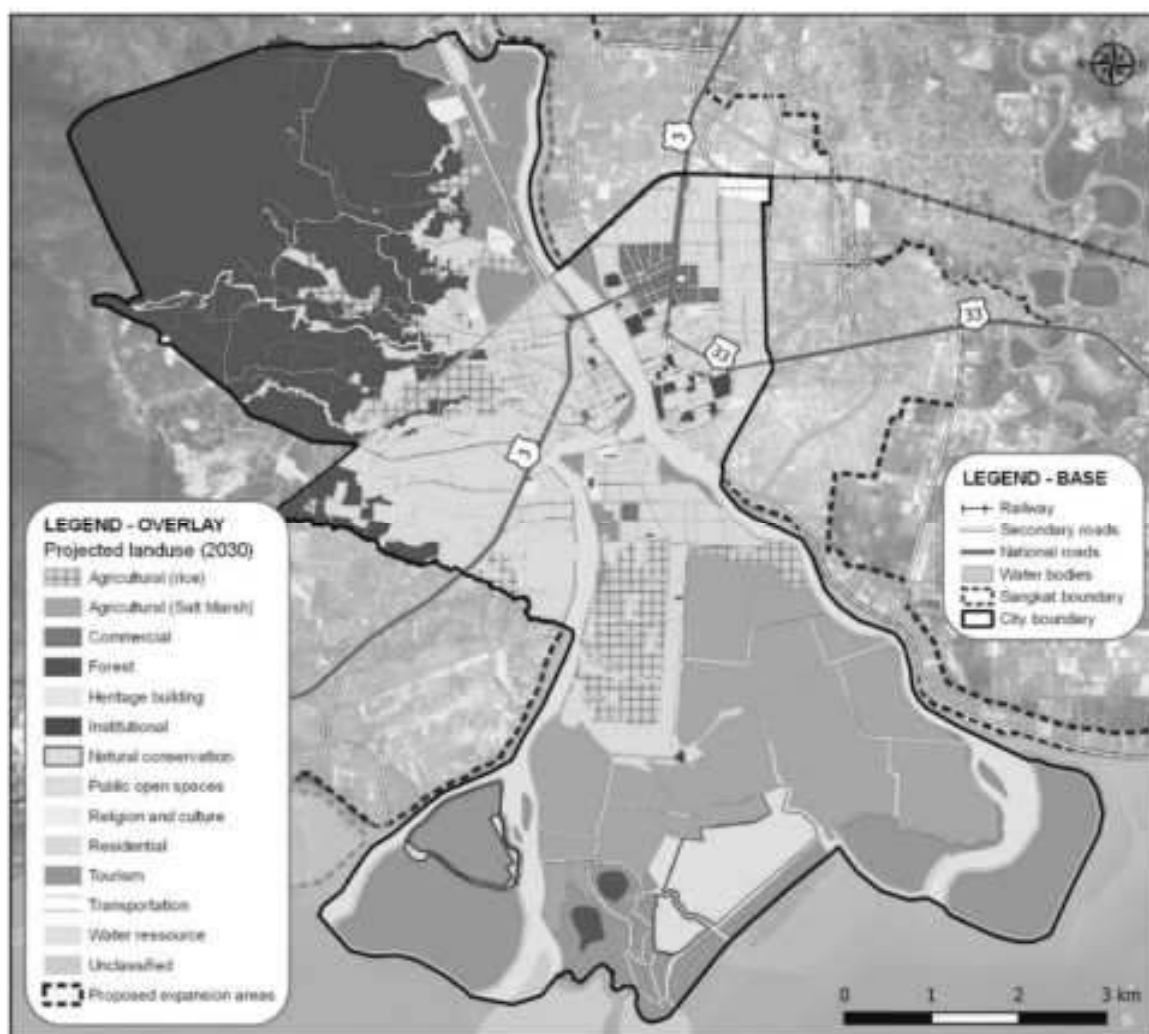 3
33
33
3
LEGEND - BASE
Railway
Secondary roads
National roads
Water bodies
Sangkat boundary
City boundary
LEGEND - OVERLAY
Projected landuse (2030)
Agricultural (rice)
Agricultural (Salt Marsh)
Commercial
Forest
Heritage building
Institutional
Natural conservation
Public open spaces
Religion and culture
Residential
Tourism
Transportation
Water ressource
Unclassified
Proposed expansion areas
0 1 2 3 km